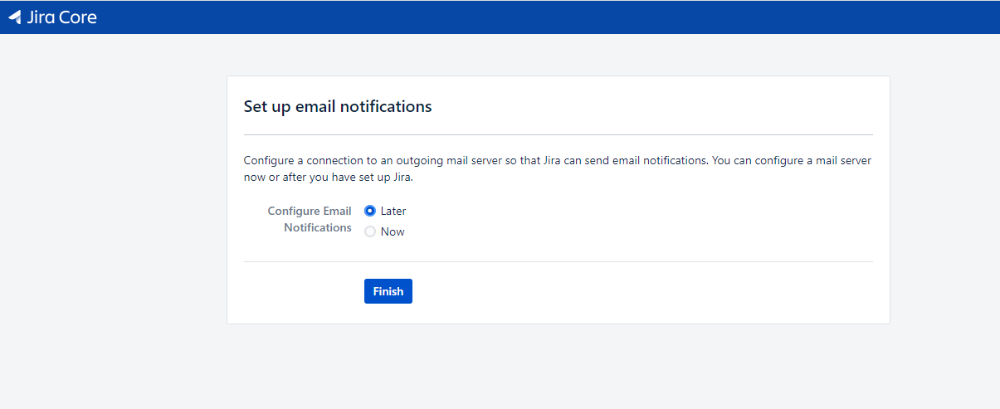 Jira Core
Set up email notifications
Configure a connection to an outgoing mail server so that Jira can send email notifications. You can configure a mail server
now or after you have set up Jira.
Configure Email
Notifications
Later
Now
Finish